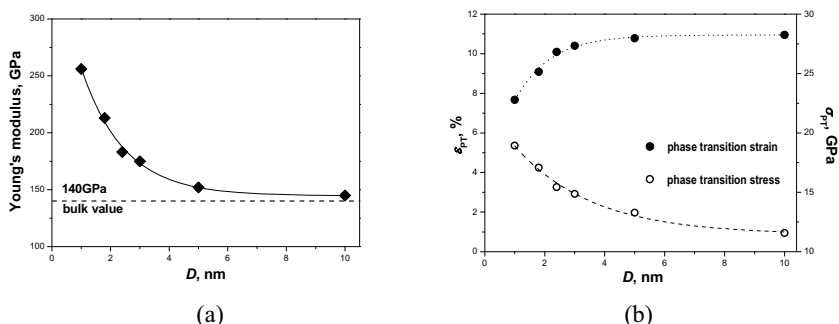 300
250
200
150
100
Young's modulus, GPa
140GPa
bulk value
0 2 4 6 8 10
D, nm
(a)
12
10
8
6
4
2
0
ε_PT, %
phase transition strain
phase transition stress
30
25
20
15
10
σ_PT, GPa
0 2 4 6 8 10
D, nm
(b)